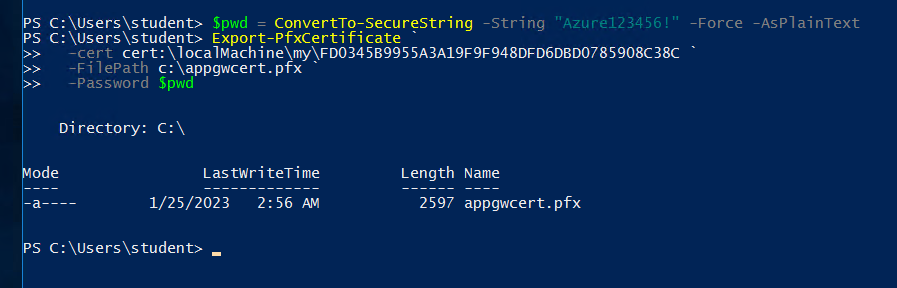 PS C:\Users\student> $pwd = ConvertTo-SecureString -String "Azure123456!" -Force -AsPlainText
PS C:\Users\student> Export-PfxCertificate `
>>   -cert cert:\localMachine\my\FD0345B9955A3A19F9F948DFD6DBD0785908C38C `
>>   -FilePath c:\appgwcert.pfx `
>>   -Password $pwd
Directory: C:\
Mode                 LastWriteTime         Length Name
----                 -------------         ------ ----
-a----         1/25/2023   2:56 AM           2597 appgwcert.pfx
PS C:\Users\student>